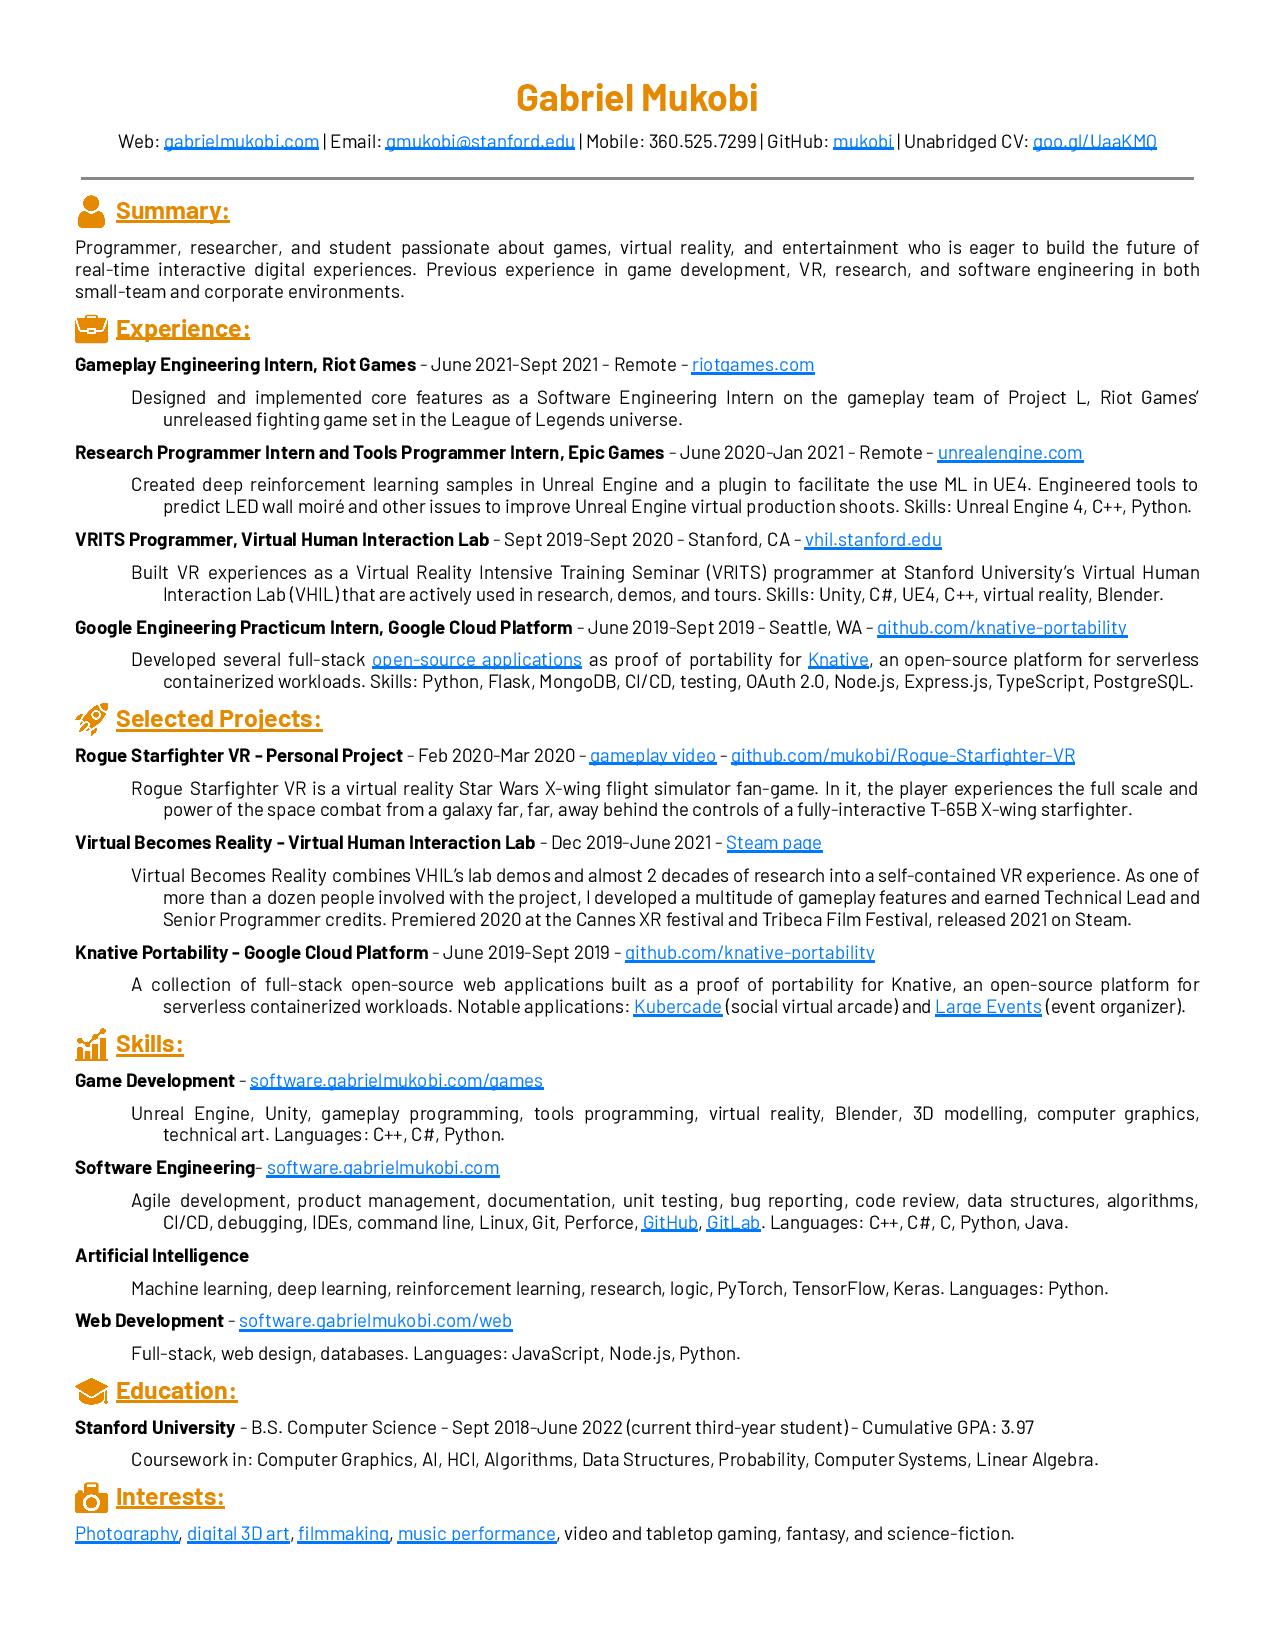 Gabriel Mukobi
Web: gabrielmukobi.com | Email: gmukobi@stanford.edu | Mobile: 360.525.7299 | GitHub: mukobi | Unabridged CV: goo.gl/UaaKMQ
Summary:
Programmer, researcher, and student passionate about games, virtual reality, and entertainment who is eager to build the future of
real-time interactive digital experiences. Previous experience in game development, VR, research, and software engineering in both
small-team and corporate environments.
Experience:
Gameplay Engineering Intern, Riot Games - June 2021-Sept 2021 - Remote - riotgames.com
Designed and implemented core features as a Software Engineering Intern on the gameplay team of Project L, Riot Games’
unreleased fighting game set in the League of Legends universe.
Research Programmer Intern and Tools Programmer Intern, Epic Games - June 2020-Jan 2021 - Remote - unrealengine.com
Created deep reinforcement learning samples in Unreal Engine and a plugin to facilitate the use ML in UE4. Engineered tools to
predict LED wall moiré and other issues to improve Unreal Engine virtual production shoots. Skills: Unreal Engine 4, C++, Python.
VRITS Programmer, Virtual Human Interaction Lab - Sept 2019-Sept 2020 - Stanford, CA - vhil.stanford.edu
Built VR experiences as a Virtual Reality Intensive Training Seminar (VRITS) programmer at Stanford University’s Virtual Human
Interaction Lab (VHIL) that are actively used in research, demos, and tours. Skills: Unity, C#, UE4, C++, virtual reality, Blender.
Google Engineering Practicum Intern, Google Cloud Platform - June 2019-Sept 2019 - Seattle, WA - github.com/knative-portability
Developed several full-stack open-source applications as proof of portability for Knative, an open-source platform for serverless
containerized workloads. Skills: Python, Flask, MongoDB, CI/CD, testing, OAuth 2.0, Node.js, Express.js, TypeScript, PostgreSQL.
Selected Projects:
Rogue Starfighter VR - Personal Project - Feb 2020-Mar 2020 - gameplay video - github.com/mukobi/Rogue-Starfighter-VR
Rogue Starfighter VR is a virtual reality Star Wars X-wing flight simulator fan-game. In it, the player experiences the full scale and
power of the space combat from a galaxy far, far, away behind the controls of a fully-interactive T-65B X-wing starfighter.
Virtual Becomes Reality - Virtual Human Interaction Lab - Dec 2019-June 2021 - Steam page
Virtual Becomes Reality combines VHIL’s lab demos and almost 2 decades of research into a self-contained VR experience. As one of
more than a dozen people involved with the project, I developed a multitude of gameplay features and earned Technical Lead and
Senior Programmer credits. Premiered 2020 at the Cannes XR festival and Tribeca Film Festival, released 2021 on Steam.
Knative Portability - Google Cloud Platform - June 2019-Sept 2019 - github.com/knative-portability
A collection of full-stack open-source web applications built as a proof of portability for Knative, an open-source platform for
serverless containerized workloads. Notable applications: Kubercade (social virtual arcade) and Large Events (event organizer).
Skills:
Game Development - software.gabrielmukobi.com/games
Unreal Engine, Unity, gameplay programming, tools programming, virtual reality, Blender, 3D modelling, computer graphics,
technical art. Languages: C++, C#, Python.
Software Engineering- software.gabrielmukobi.com
Agile development, product management, documentation, unit testing, bug reporting, code review, data structures, algorithms,
CI/CD, debugging, IDEs, command line, Linux, Git, Perforce, GitHub, GitLab. Languages: C++, C#, C, Python, Java.
Artificial Intelligence
Machine learning, deep learning, reinforcement learning, research, logic, PyTorch, TensorFlow, Keras. Languages: Python.
Web Development - software.gabrielmukobi.com/web
Full-stack, web design, databases. Languages: JavaScript, Node.js, Python.
Education:
Stanford University - B.S. Computer Science - Sept 2018-June 2022 (current third-year student) - Cumulative GPA: 3.97
Coursework in: Computer Graphics, AI, HCI, Algorithms, Data Structures, Probability, Computer Systems, Linear Algebra.
Interests:
Photography, digital 3D art, filmmaking, music performance, video and tabletop gaming, fantasy, and science-fiction.